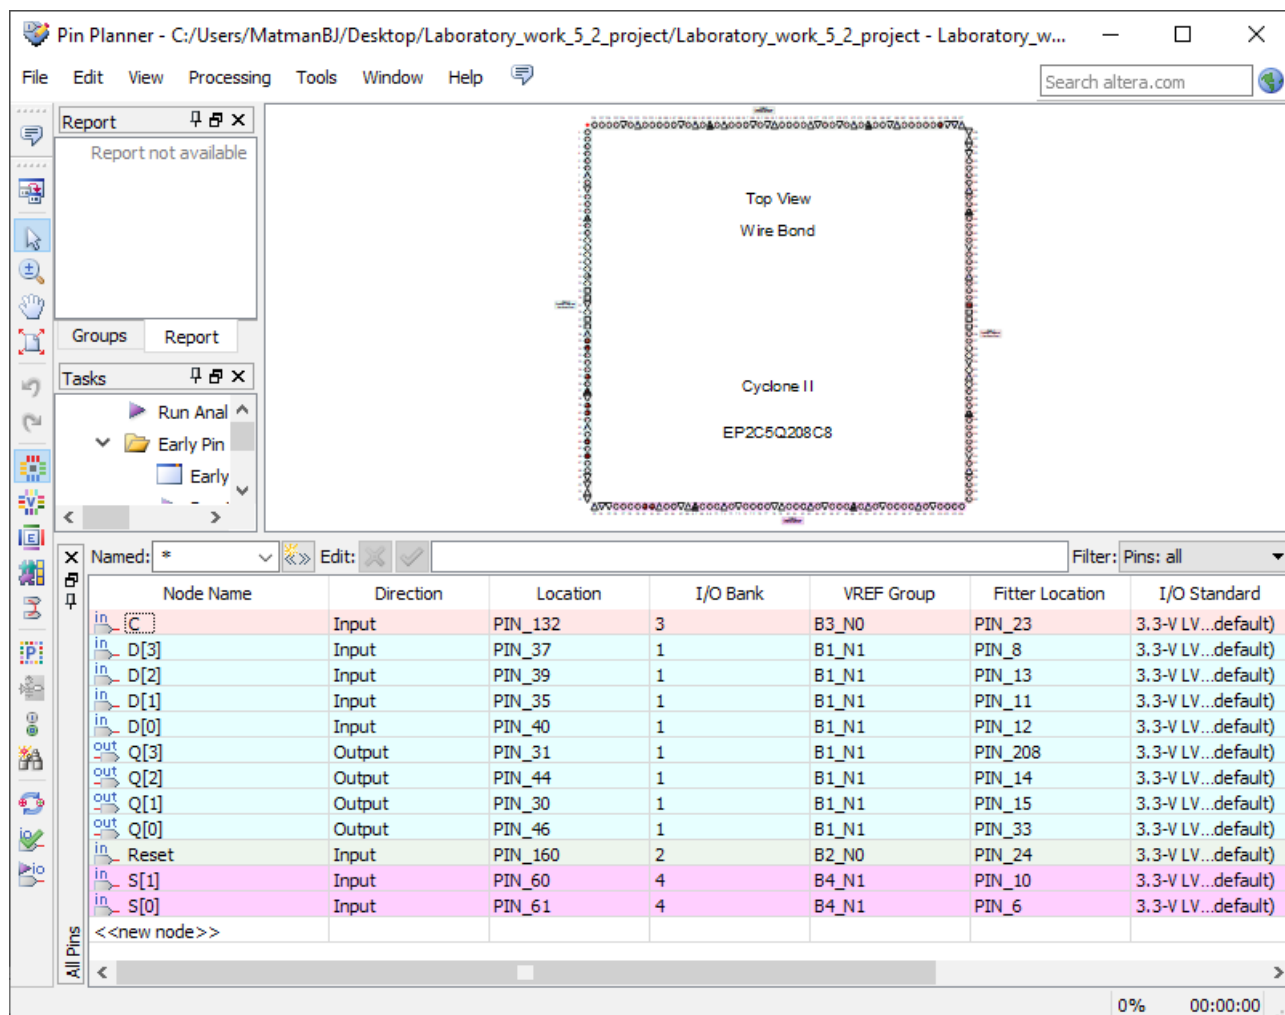 Pin Planner - C:/Users/MatmanBJ/Desktop/Laboratory_work_5_2_project/Laboratory_work_5_2_project - Laboratory_w...
File Edit View Processing Tools Window Help
Search altera.com
Report
Report not available
Groups Report
Tasks
Run Anal
Early Pin
Early
Top View
Wire Bond
Cyclone II
EP2C5Q208C8
Named: * Edit: Filter: Pins: all
Node Name Direction Location I/O Bank VREF Group Fitter Location I/O Standard
in C Input PIN_132 3 B3_N0 PIN_23 3.3-V LV...default)
in D[3] Input PIN_37 1 B1_N1 PIN_8 3.3-V LV...default)
in D[2] Input PIN_39 1 B1_N1 PIN_13 3.3-V LV...default)
in D[1] Input PIN_35 1 B1_N1 PIN_11 3.3-V LV...default)
in D[0] Input PIN_40 1 B1_N1 PIN_12 3.3-V LV...default)
out Q[3] Output PIN_31 1 B1_N1 PIN_208 3.3-V LV...default)
out Q[2] Output PIN_44 1 B1_N1 PIN_14 3.3-V LV...default)
out Q[1] Output PIN_30 1 B1_N1 PIN_15 3.3-V LV...default)
out Q[0] Output PIN_46 1 B1_N1 PIN_33 3.3-V LV...default)
in Reset Input PIN_160 2 B2_N0 PIN_24 3.3-V LV...default)
in S[1] Input PIN_60 4 B4_N1 PIN_10 3.3-V LV...default)
in S[0] Input PIN_61 4 B4_N1 PIN_6 3.3-V LV...default)
<<new node>>
All Pins
0% 00:00:00